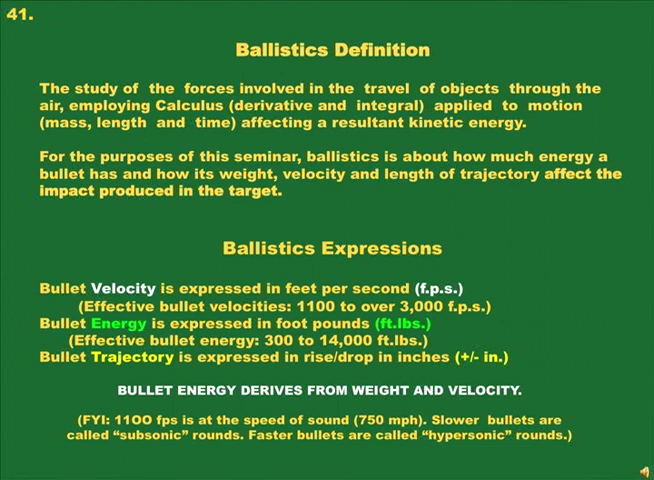 41.
Ballistics Definition
The study of the forces involved in the travel of objects through the
air, employing Calculus (derivative and integral) applied to motion
(mass, length and time) affecting a resultant kinetic energy.
For the purposes of this seminar, ballistics is about how much energy a
bullet has and how its weight, velocity and length of trajectory affect the
impact produced in the target.
Ballistics Expressions
Bullet Velocity is expressed in feet per second (f.p.s.)
(Effective bullet velocities: 1100 to over 3,000 f.p.s.)
Bullet Energy is expressed in foot pounds (ft.lbs.)
(Effective bullet energy: 300 to 14,000 ft.lbs.)
Bullet Trajectory is expressed in rise/drop in inches (+/- in.)
BULLET ENERGY DERIVES FROM WEIGHT AND VELOCITY.
(FYI: 11OO fps is at the speed of sound (750 mph). Slower bullets are
called “subsonic” rounds. Faster bullets are called “hypersonic” rounds.)